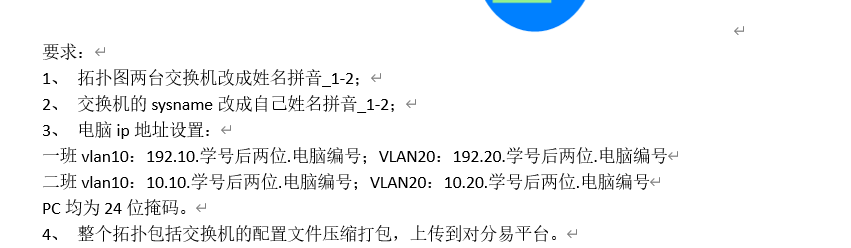 要求：
1、 拓扑图两台交换机改成姓名拼音_1-2；
2、 交换机的 sysname 改成自己姓名拼音_1-2；
3、 电脑 ip 地址设置：
一班 vlan10：192.10.学号后两位.电脑编号；VLAN20：192.20.学号后两位.电脑编号
二班 vlan10：10.10.学号后两位.电脑编号；VLAN20：10.20.学号后两位.电脑编号
PC 均为 24 位掩码。
4、 整个拓扑包括交换机的配置文件压缩打包，上传到对分易平台。